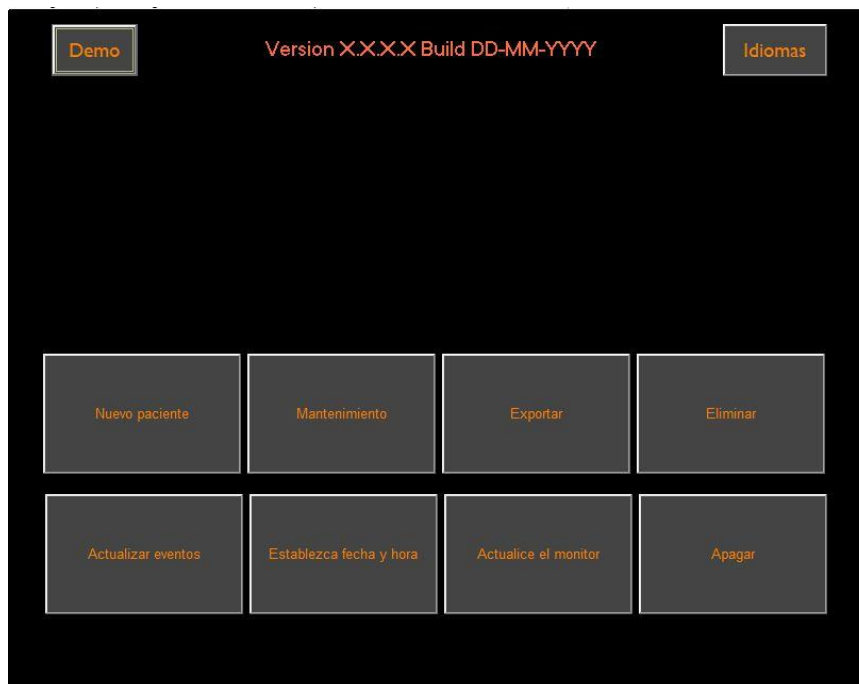 Demo
Version X.X.X.X Build DD-MM-YYYY
Idiomas
Nuevo paciente
Mantenimiento
Exportar
Eliminar
Actualizar eventos
Establezca fecha y hora
Actualice el monitor
Apagar